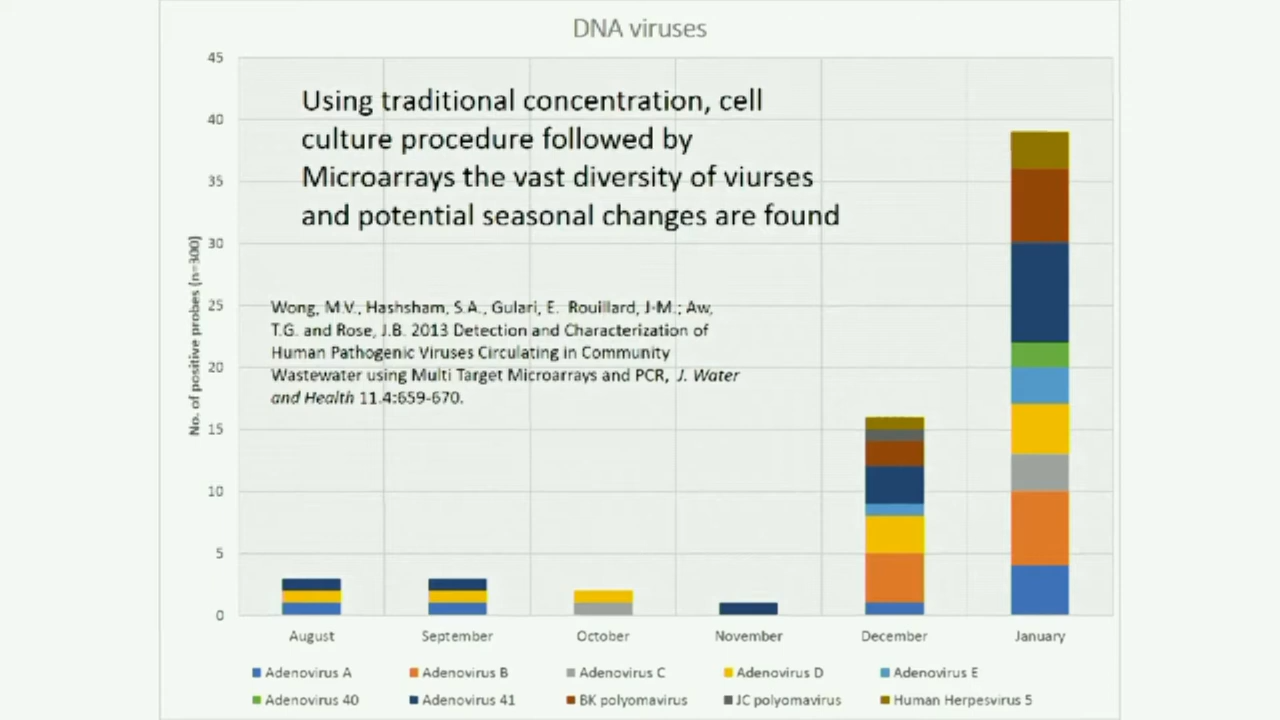 DNA viruses
45
Using traditional concentration, cell
40
culture procedure followed by
35
Microarrays the vast diversity of viurses
and potential seasonal changes are found
30
No. of positive probes (n=300)
25
Wong, M.V., Hashsham, S.A., Gulari, E. Rouillard, J-M.; Aw,
T.G. and Rose, J.B. 2013 Detection and Characterization of
Human Pathogenic Viruses Circulating in Community
20
Wastewater using Multi Target Microarrays and PCR, J. Water
and Health 11.4:659-670.
15
10
5
0
August September October November December January
Adenovirus A Adenovirus B Adenovirus C Adenovirus D Adenovirus E
Adenovirus 40 Adenovirus 41 BK polyomavirus JC polyomavirus Human Herpesvirus 5